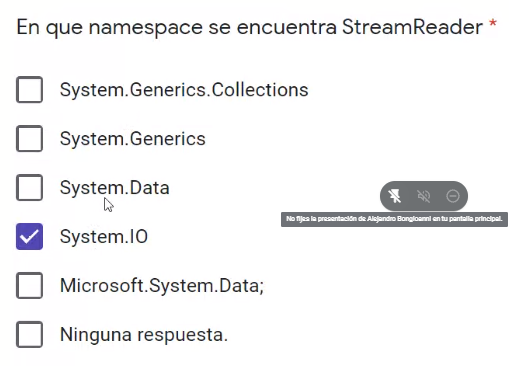 En que namespace se encuentra StreamReader *
System.Generics.Collections
System.Generics
System.Data
No fijes la presentación de Alejandro Bongioanni en tu pantalla principal.
System.IO
Microsoft.System.Data;
Ninguna respuesta.